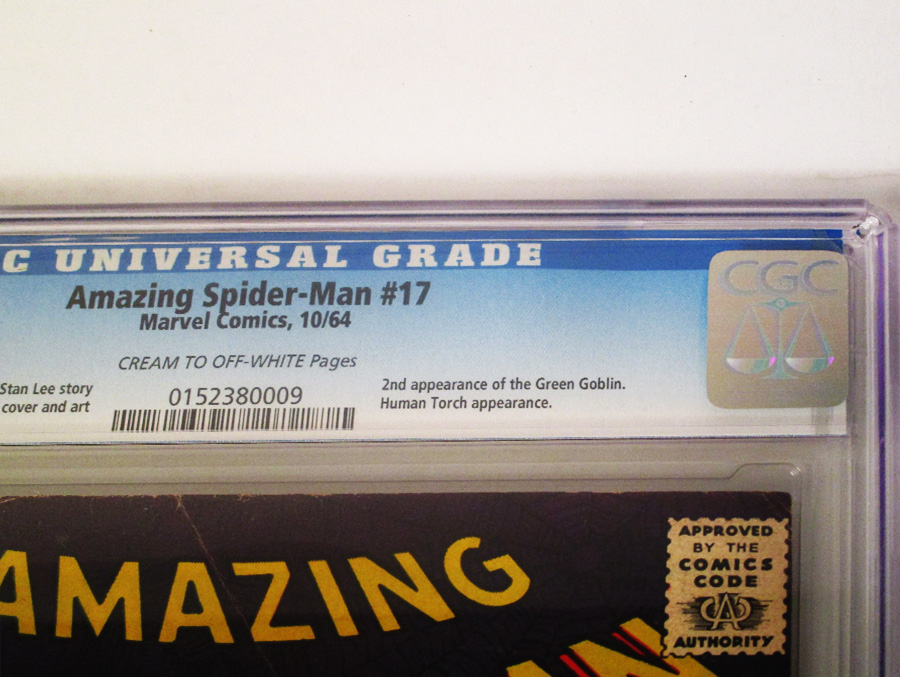 C UNIVERSAL GRADE
CGC
Amazing Spider-Man #17
Marvel Comics, 10/64
CREAM TO OFF-WHITE Pages
Stan Lee story
cover and art
0152380009
2nd appearance of the Green Goblin.
Human Torch appearance.
AMAZING
AN
APPROVED
BY THE
COMICS
CODE
CA
AUTHORITY